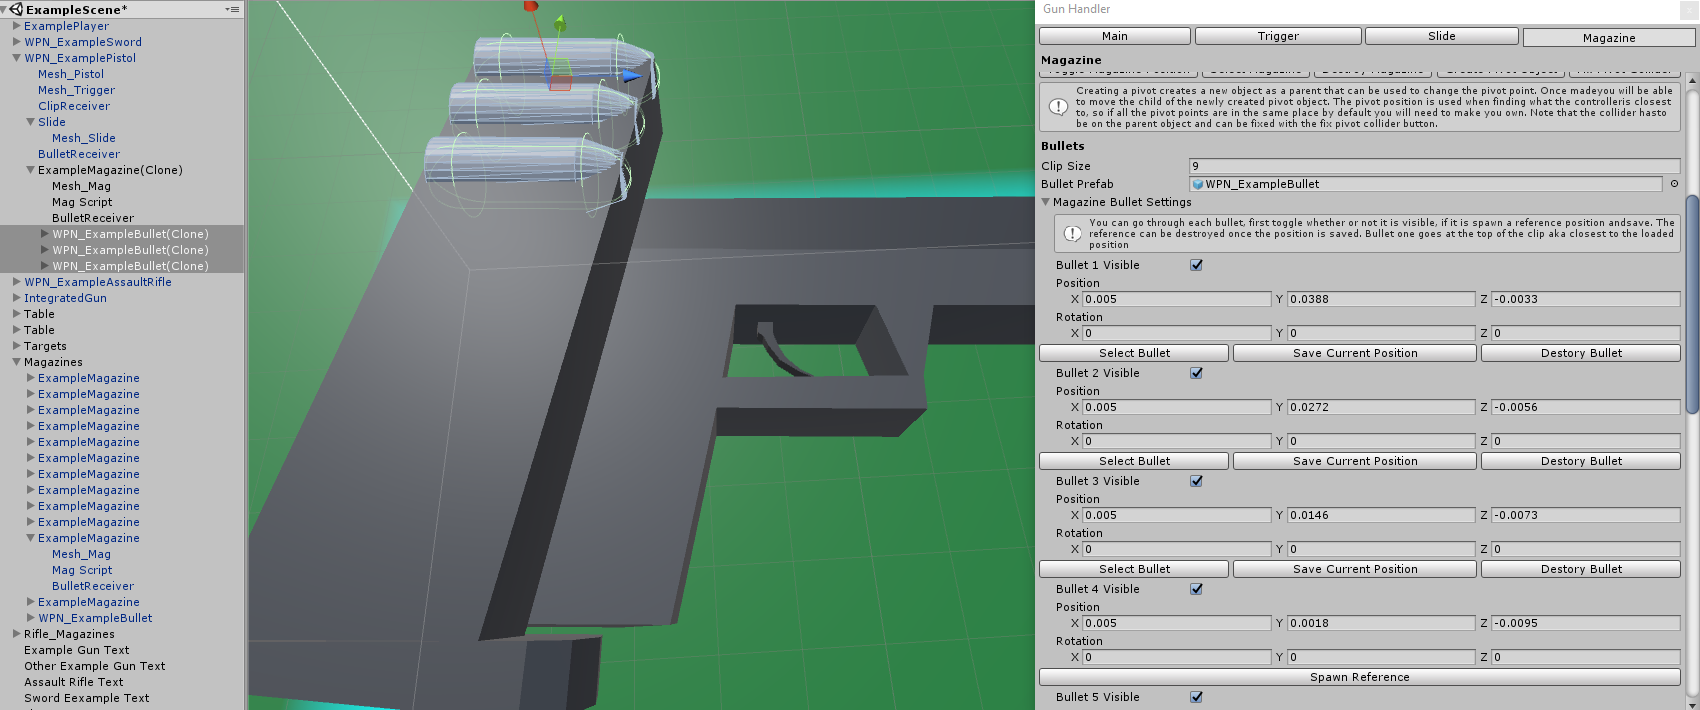 ExampleScene*
ExamplePlayer
WPN_ExampleSword
WPN_ExamplePistol
Mesh_Pistol
Mesh_Trigger
ClipReceiver
Slide
Mesh_Slide
BulletReceiver
ExampleMagazine(Clone)
Mesh_Mag
Mag Script
BulletReceiver
WPN_ExampleBullet(Clone)
WPN_ExampleBullet(Clone)
WPN_ExampleBullet(Clone)
WPN_ExampleAssaultRifle
IntegratedGun
Table
Table
Targets
Magazines
ExampleMagazine
ExampleMagazine
ExampleMagazine
ExampleMagazine
ExampleMagazine
ExampleMagazine
ExampleMagazine
ExampleMagazine
ExampleMagazine
ExampleMagazine
ExampleMagazine
Mesh_Mag
Mag Script
BulletReceiver
ExampleMagazine
WPN_ExampleBullet
Rifle_Magazines
Example Gun Text
Other Example Gun Text
Assault Rifle Text
Sword Eexample Text
Gun Handler
Main Trigger Slide Magazine
Magazine
Toggle Magazine Position Select Magazine Destroy Magazine Create Pivot Object Fix Pivot Collider
Creating a pivot creates a new object as a parent that can be used to change the pivot point. Once madeyou will be able
to move the child of the newly created pivot object. The pivot position is used when finding what the controlleris closest
to, so if all the pivot points are in the same place by default you will need to make you own. Note that the collider hasto
be on the parent object and can be fixed with the fix pivot collider button.
Bullets
Clip Size 9
Bullet Prefab WPN_ExampleBullet
Magazine Bullet Settings
You can go through each bullet, first toggle whether or not it is visible, if it is spawn a reference position andsave. The
reference can be destroyed once the position is saved. Bullet one goes at the top of the clip aka closest to the loaded
position
Bullet 1 Visible
Position
X 0.005 Y 0.0388 Z -0.0033
Rotation
X 0 Y 0 Z 0
Select Bullet Save Current Position Destory Bullet
Bullet 2 Visible
Position
X 0.005 Y 0.0272 Z -0.0056
Rotation
X 0 Y 0 Z 0
Select Bullet Save Current Position Destory Bullet
Bullet 3 Visible
Position
X 0.005 Y 0.0146 Z -0.0073
Rotation
X 0 Y 0 Z 0
Select Bullet Save Current Position Destory Bullet
Bullet 4 Visible
Position
X 0.005 Y 0.0018 Z -0.0095
Rotation
X 0 Y 0 Z 0
Spawn Reference
Bullet 5 Visible